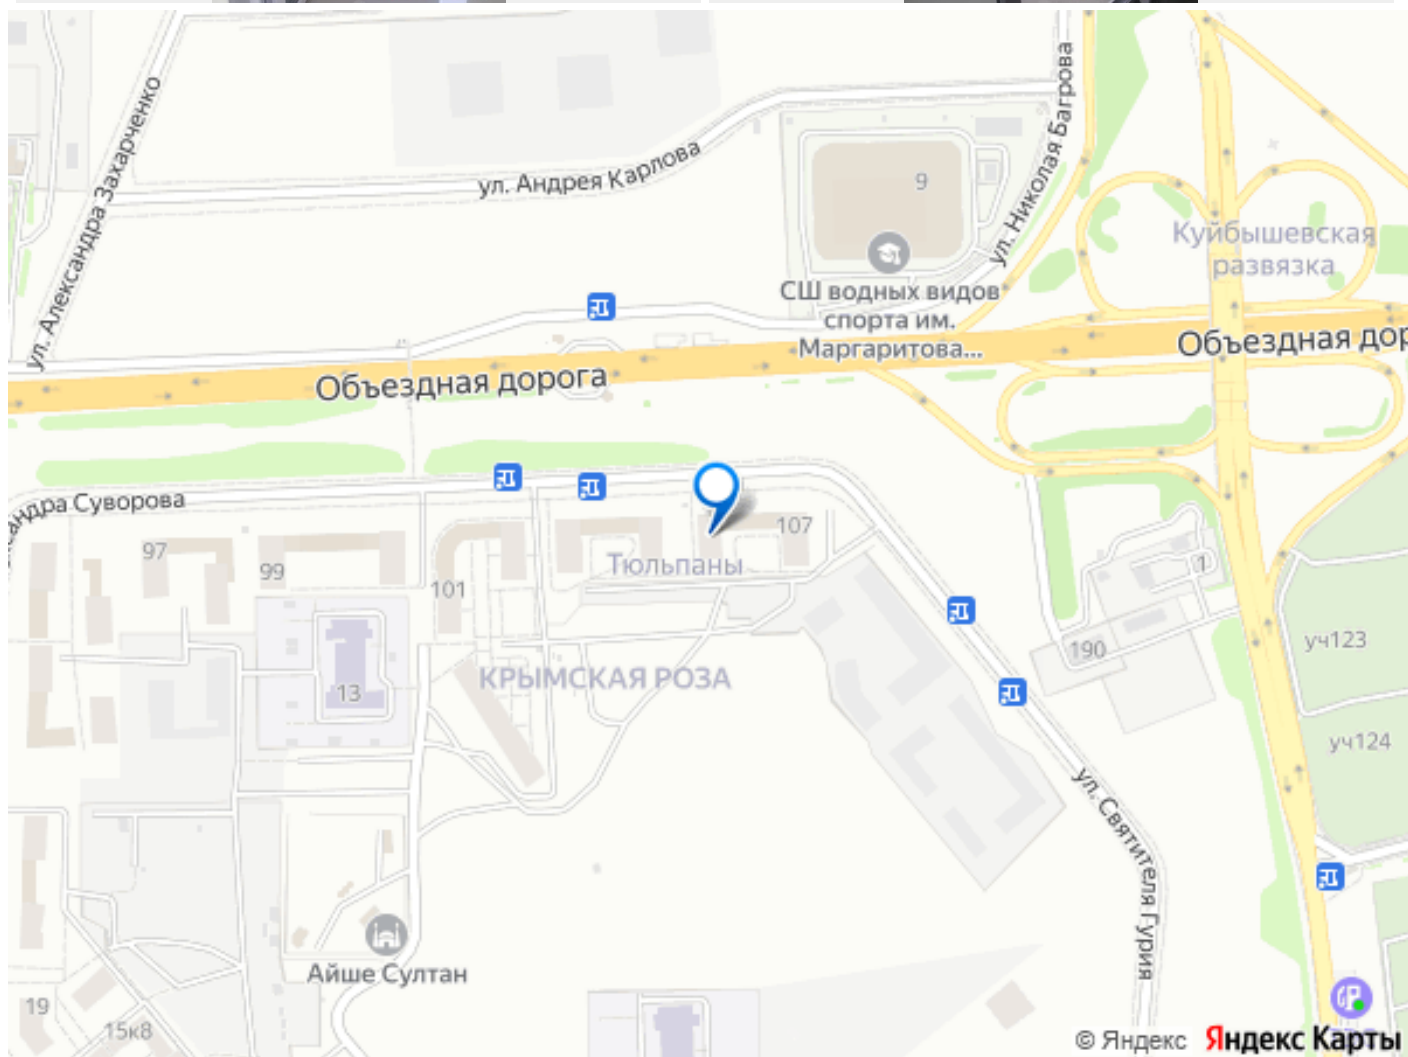 ул. Александра Захарченко
ул. Андрея Карлова
ул. Николая Багрова
9
Куйбышевская
развязка
СШ водных видов
спорта им.
Маргаритова...
Объездная дорога
Объездная дор
ксандра Суворова
97
99
101
107
Тюльпаны
1
190
уч123
КРЫМСКАЯ РОЗА
13
уч124
ул. Святителя Гурия
Айше Султан
19
15к8
© Яндекс Яндекс Карты